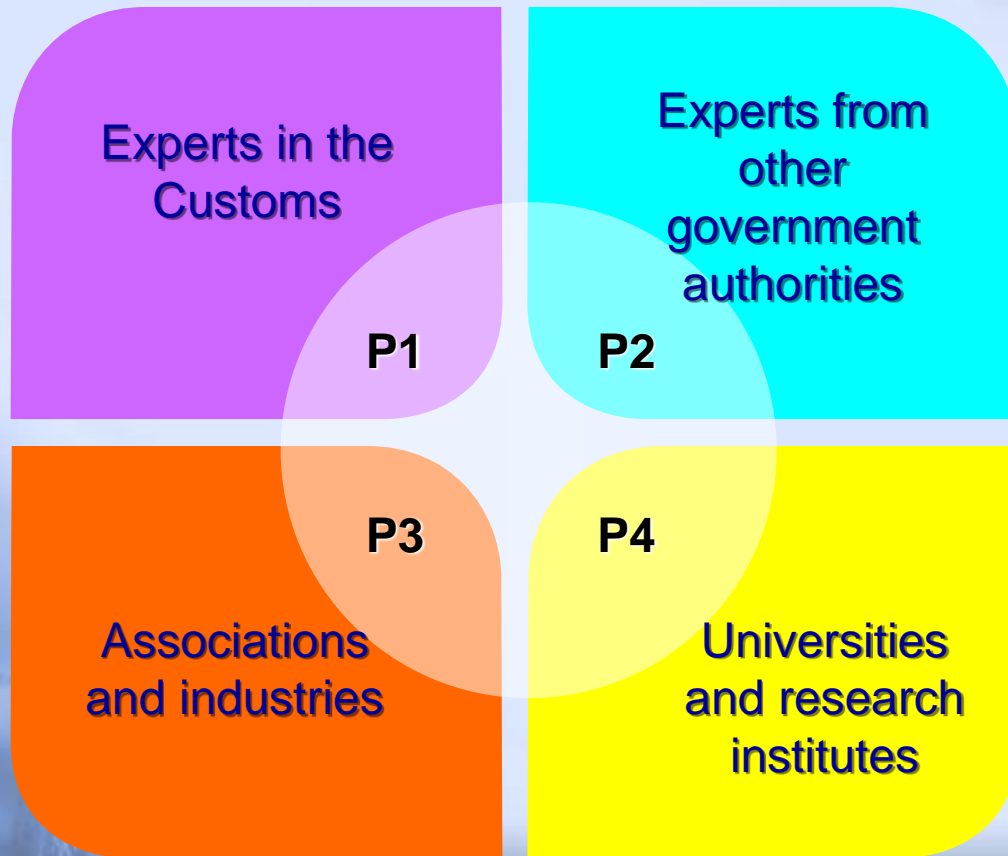 Experts in the
Customs
P1
Experts from
other
government
authorities
P2
P3
Associations
and industries
P4
Universities
and research
institutes